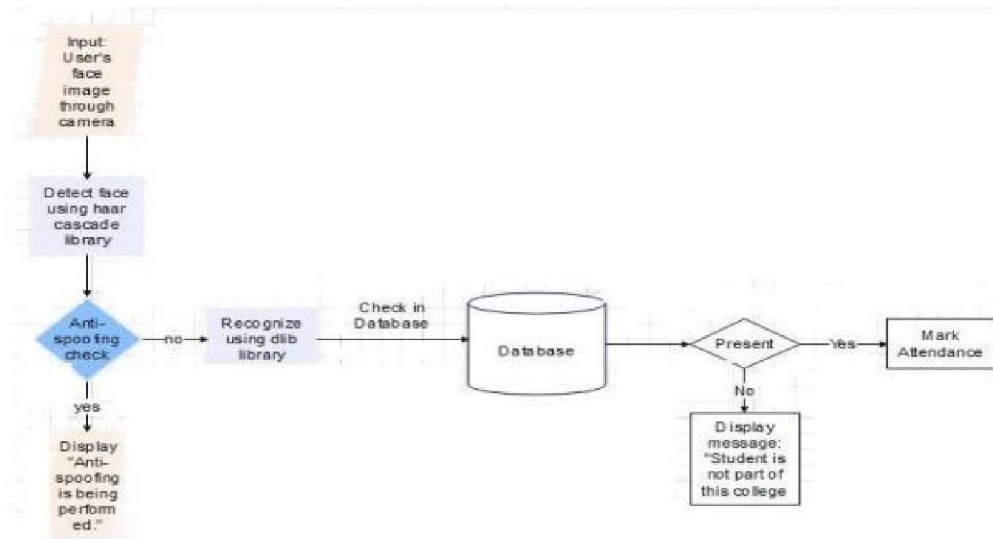 Input:
User's
face
image
through
camera
Detect face
using haar
cascade
library
Anti-
spoofing
check
no
Recognize
using dlib
library
Check in
Database
Database
Present
Yes
Mark
Attendance
yes
No
Display
"Anti-
spoofing
is being
perform
ed."
Display
message:
"Student is
not part of
this college